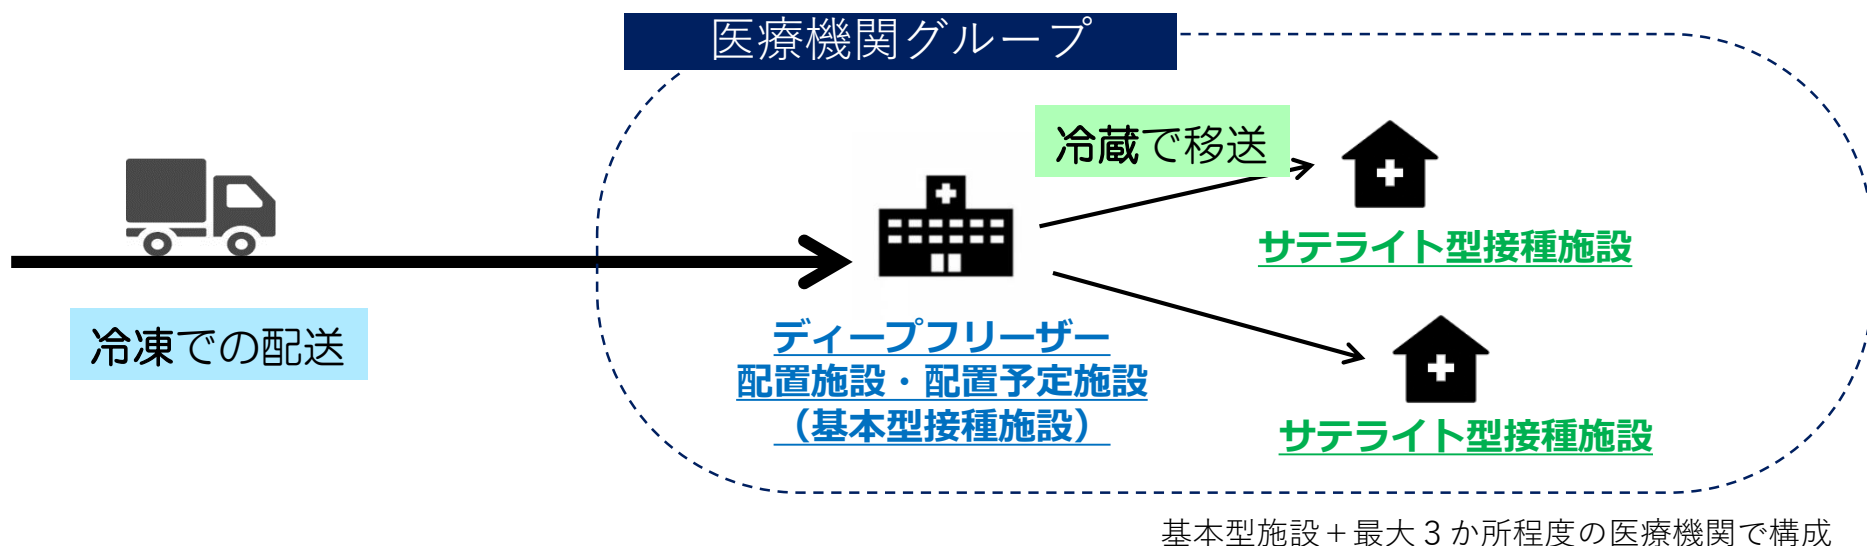 医療機関グループ
冷蔵で移送
サテライト型接種施設
冷凍での配送
ディープフリーザー
配置施設・配置予定施設
（基本型接種施設）
サテライト型接種施設
基本型施設＋最大３か所程度の医療機関で構成